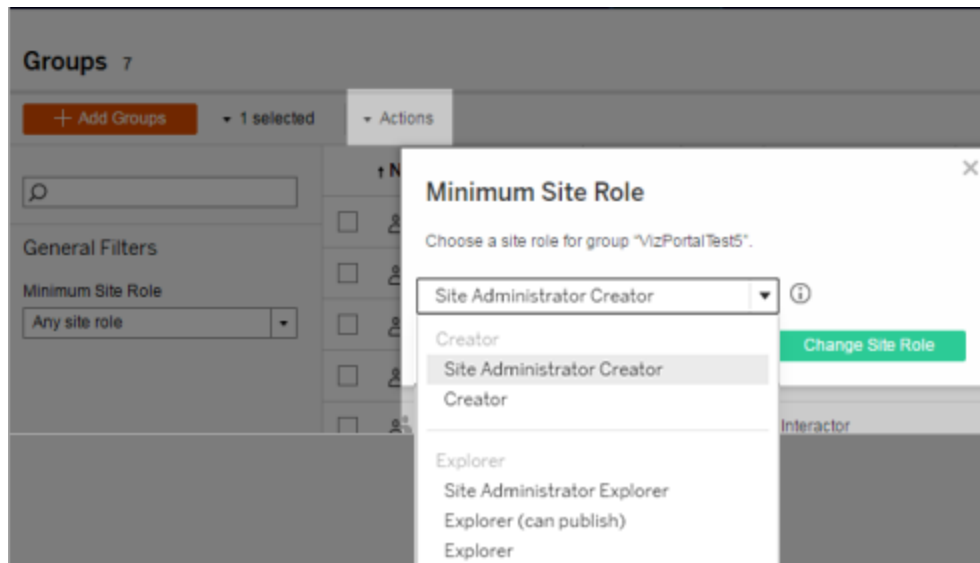 Groups 7
+ Add Groups
1 selected
Actions
↑ N
Minimum Site Role
Choose a site role for group "VizPortalTest5".
General Filters
Minimum Site Role
Any site role
Site Administrator Creator
Change Site Role
Creator
Site Administrator Creator
Creator
Interactor
Explorer
Site Administrator Explorer
Explorer (can publish)
Explorer